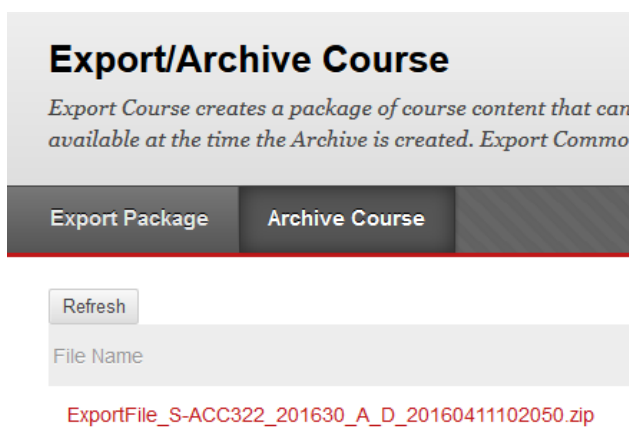 Export/Archive Course
Export Course creates a package of course content that can
available at the time the Archive is created. Export Commo
Export Package Archive Course
Refresh
File Name
ExportFile_S-ACC322_201630_A_D_20160411102050.zip